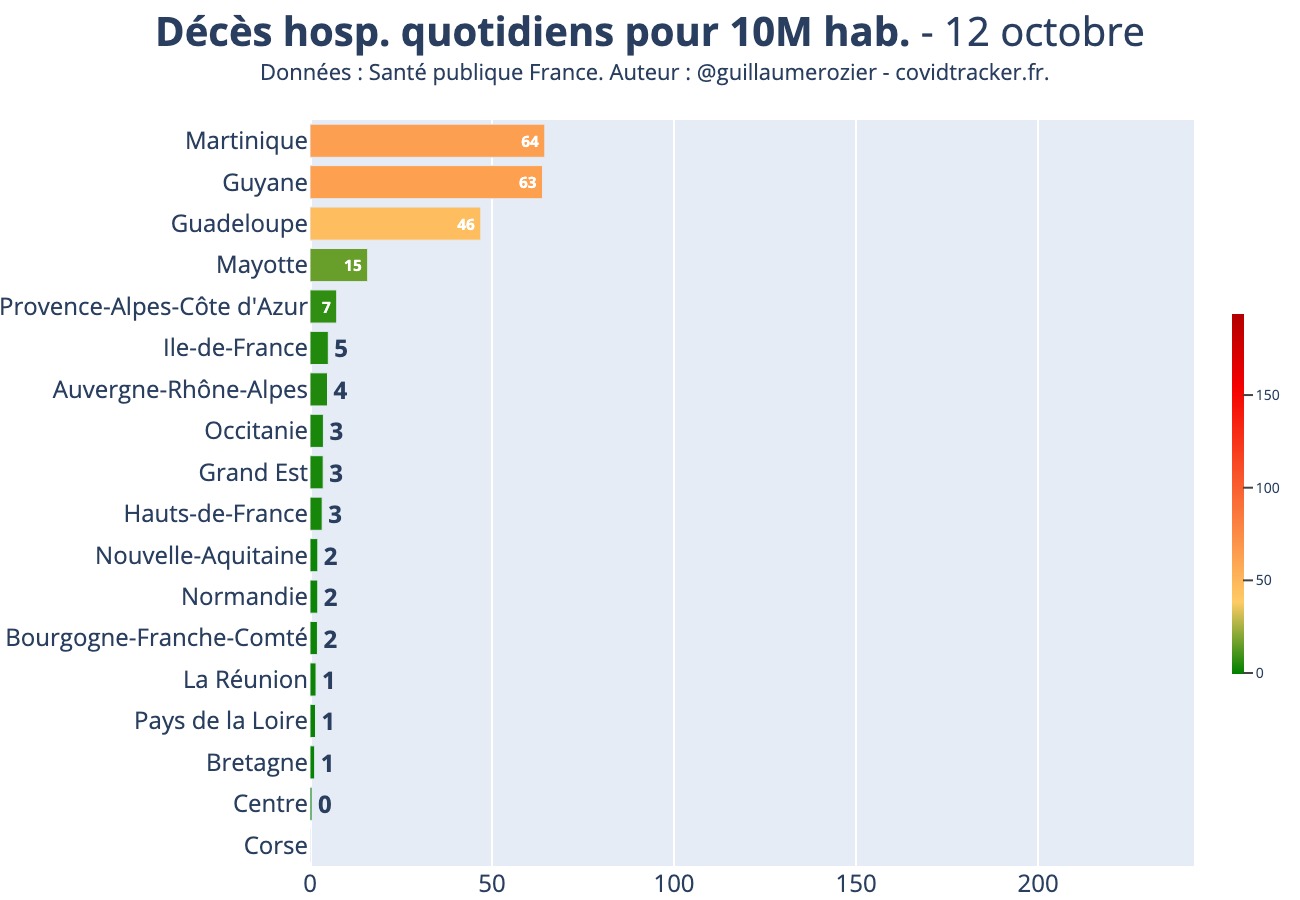 Décès hosp. quotidiens pour 10M hab. - 12 octobre
Données : Santé publique France. Auteur : @guillaumerozier - covidtracker.fr.
Martinique 64
Guyane 63
Guadeloupe 46
Mayotte 15
Provence-Alpes-Côte d'Azur 7
Ile-de-France 5
Auvergne-Rhône-Alpes 4
Occitanie 3
Grand Est 3
Hauts-de-France 3
Nouvelle-Aquitaine 2
Normandie 2
Bourgogne-Franche-Comté 2
La Réunion 1
Pays de la Loire 1
Bretagne 1
Centre 0
Corse
0 50 100 150 200
150
100
50
0